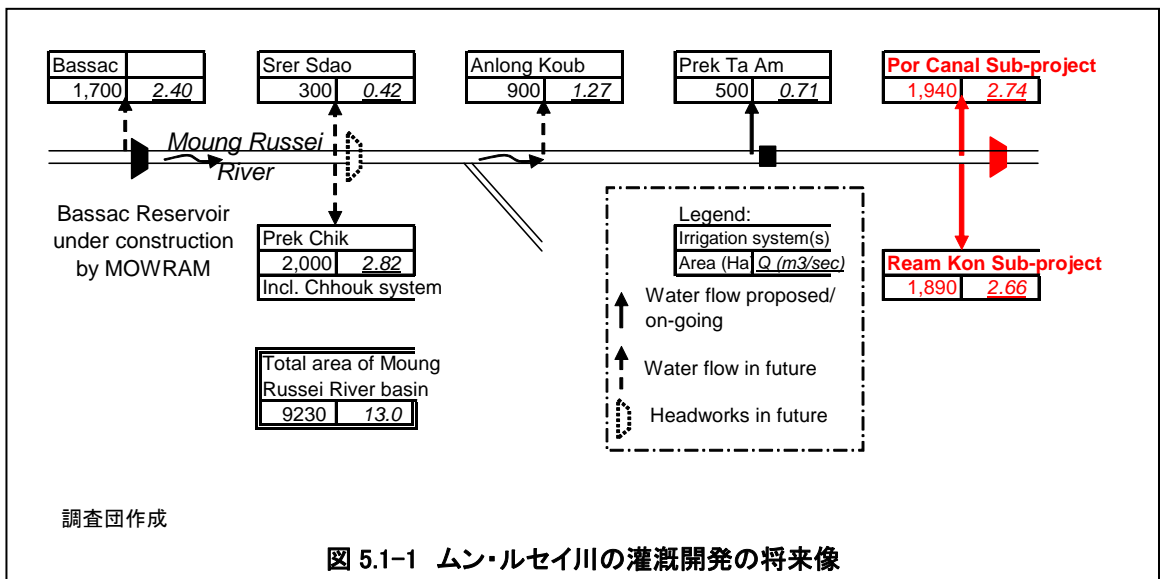 Bassac
1,700 2.40
Srer Sdao
300 0.42
Anlong Koub
900 1.27
Prek Ta Am
500 0.71
Por Canal Sub-project
1,940 2.74
Moung Russei
River
Bassac Reservoir
under construction
by MOWRAM
Prek Chik
2,000 2.82
Incl. Chhouk system
Total area of Moung
Russei River basin
9230 13.0
Legend:
Irrigation system(s)
Area (Ha Q (m3/sec)
Water flow proposed/
on-going
Water flow in future
Headworks in future
Ream Kon Sub-project
1,890 2.66
調査団作成
図 5.1-1 ムン・ルセイ川の灌漑開発の将来像